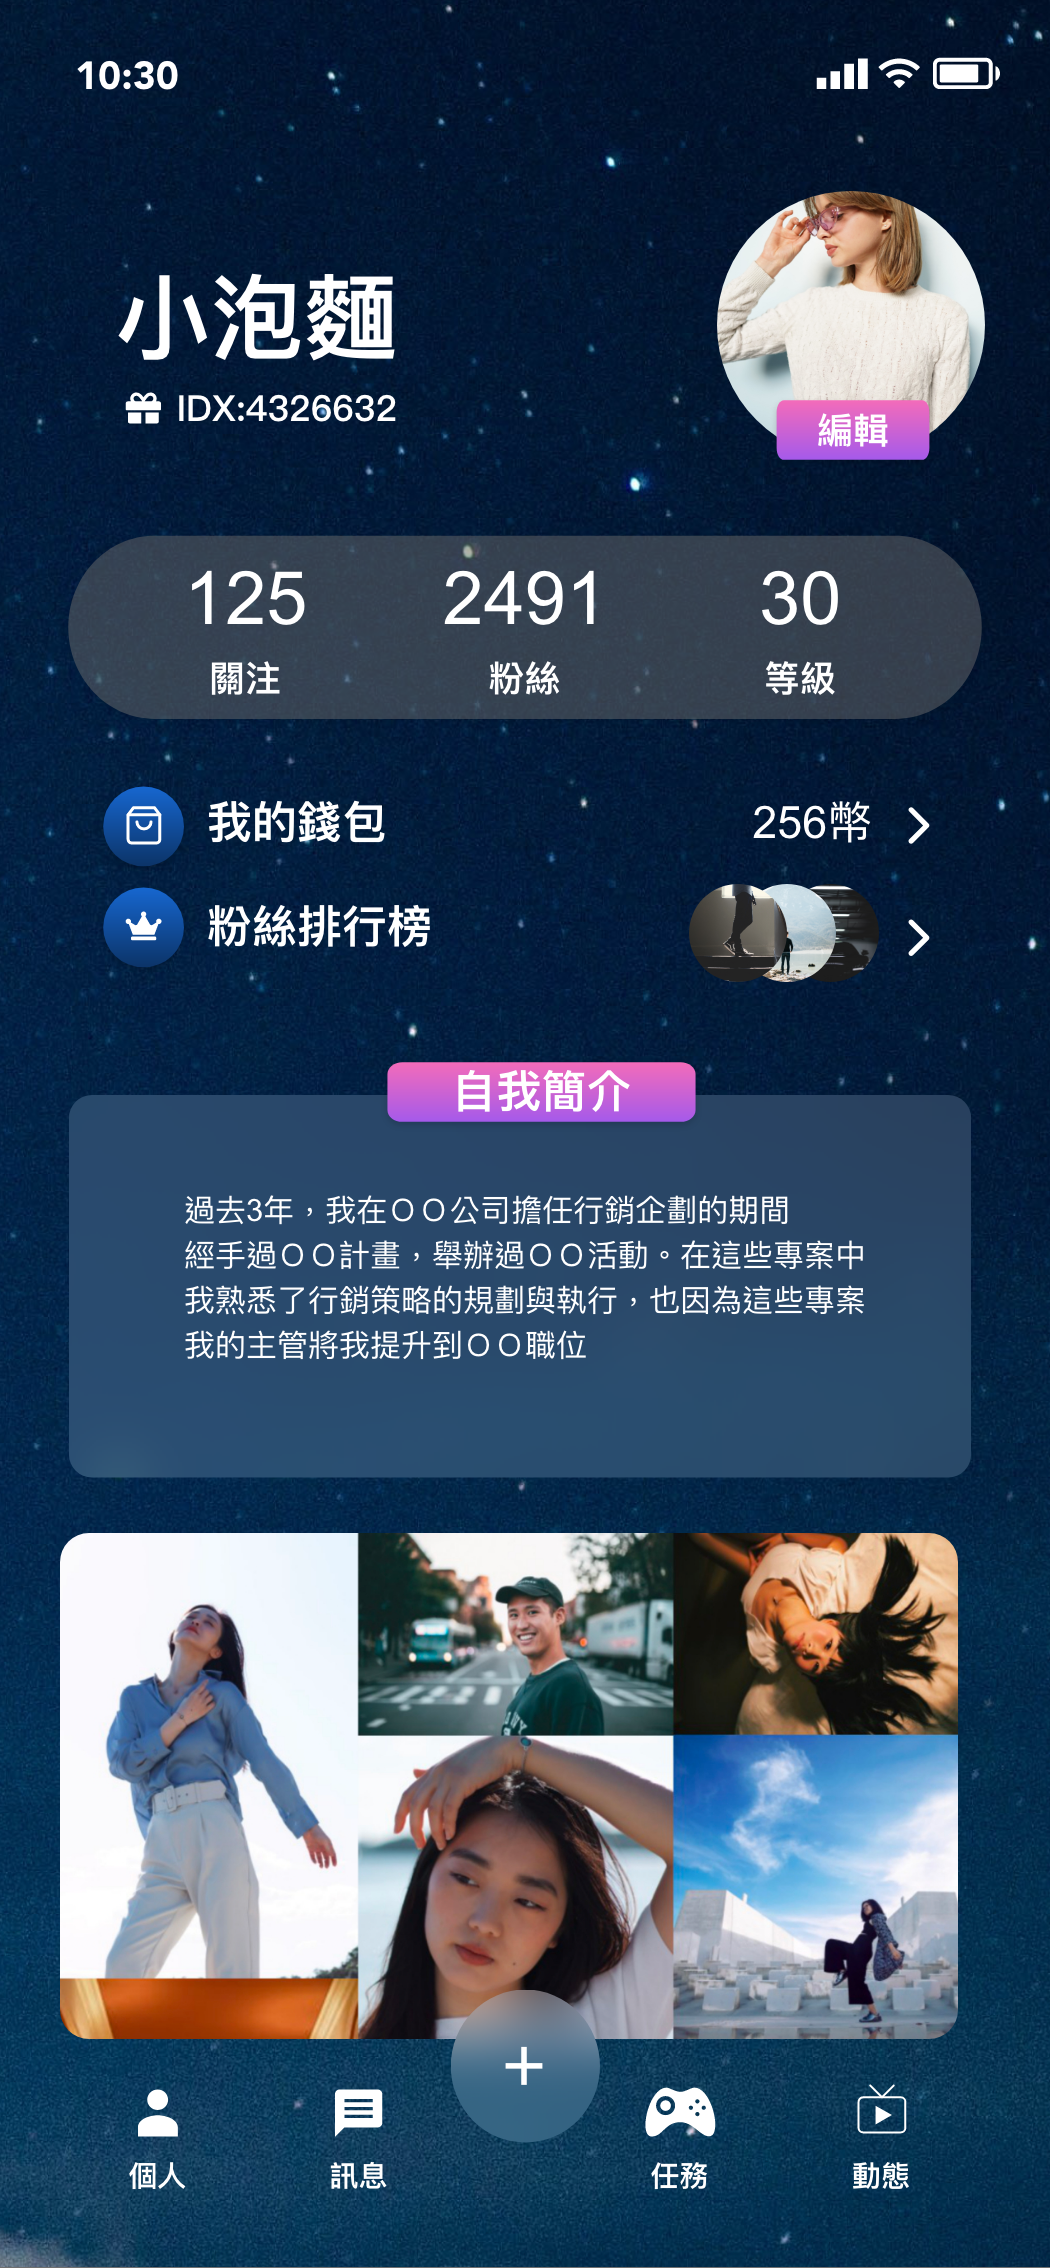 10:30
小泡麵
IDX:4326632
編輯
125 2491 30
關注 粉絲 等級
我的錢包 256幣
粉絲排行榜
自我簡介
過去3年，我在ＯＯ公司擔任行銷企劃的期間
經手過ＯＯ計畫，舉辦過ＯＯ活動。在這些專案中
我熟悉了行銷策略的規劃與執行，也因為這些專案
我的主管將我提升到ＯＯ職位
個人 訊息 任務 動態